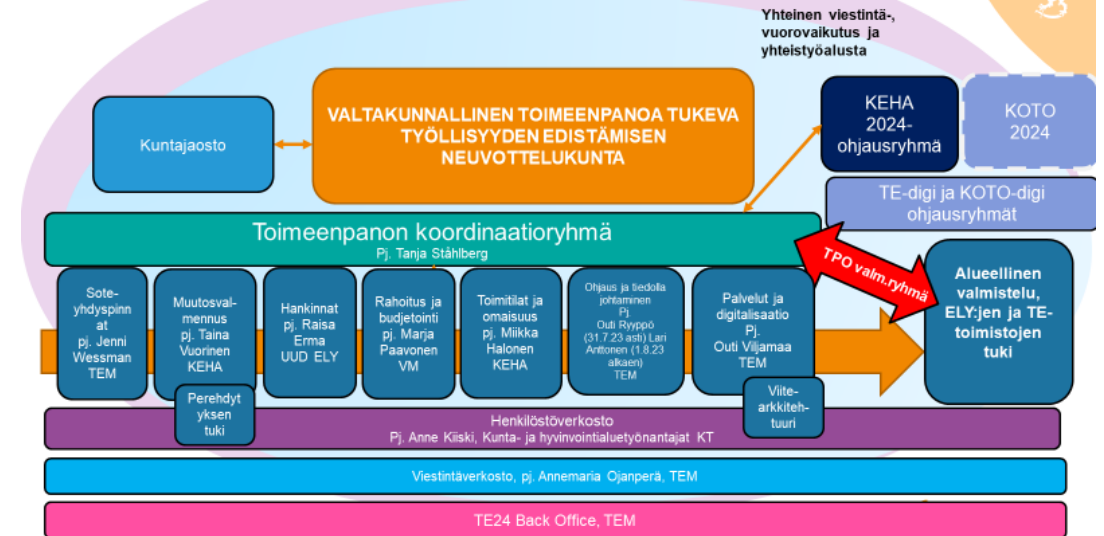 Yhteinen viestintä-,
vuorovaikutus ja
yhteistyöalusta
Kuntajaosto
VALTAKUNNALLINEN TOIMEENPANOA TUKEVA
TYÖLLISYYDEN EDISTÄMISEN
NEUVOTTELUKUNTA
KEHA
2024-
ohjausryhmä
KOTO
2024
TE-digi ja KOTO-digi
ohjausryhmät
Toimeenpanon koordinaatioryhmä
Pj. Tanja Ståhlberg
TPO valm.ryhmä
Sote-
yhdyspinn
at
pj. Jenni
Wessman
TEM
Muutosval-
mennus
pj. Taina
Vuorinen
KEHA
Perehdyt
yksen
tuki
Hankinnat
pj. Raisa
Erma
UUD ELY
Rahoitus ja
budjetointi
pj. Marja
Paavonen
VM
Toimitilat ja
omaisuus
pj. Miikka
Halonen
KEHA
Ohjaus ja tiedolla
johtaminen
Pj.
Outi Ryyppö
(31.7.23 asti) Lari
Anttonen (1.8.23
alkaen)
TEM
Palvelut ja
digitalisaatio
Pj.
Outi Viljamaa
TEM
Viite-
arkkiteh-
tuuri
Alueellinen
valmistelu,
ELY:jen ja TE-
toimistojen
tuki
Henkilöstöverkosto
Pj. Anne Kiiski, Kunta- ja hyvinvointialuetyönantajat KT
Viestintäverkosto, pj. Annemaria Ojanperä, TEM
TE24 Back Office, TEM